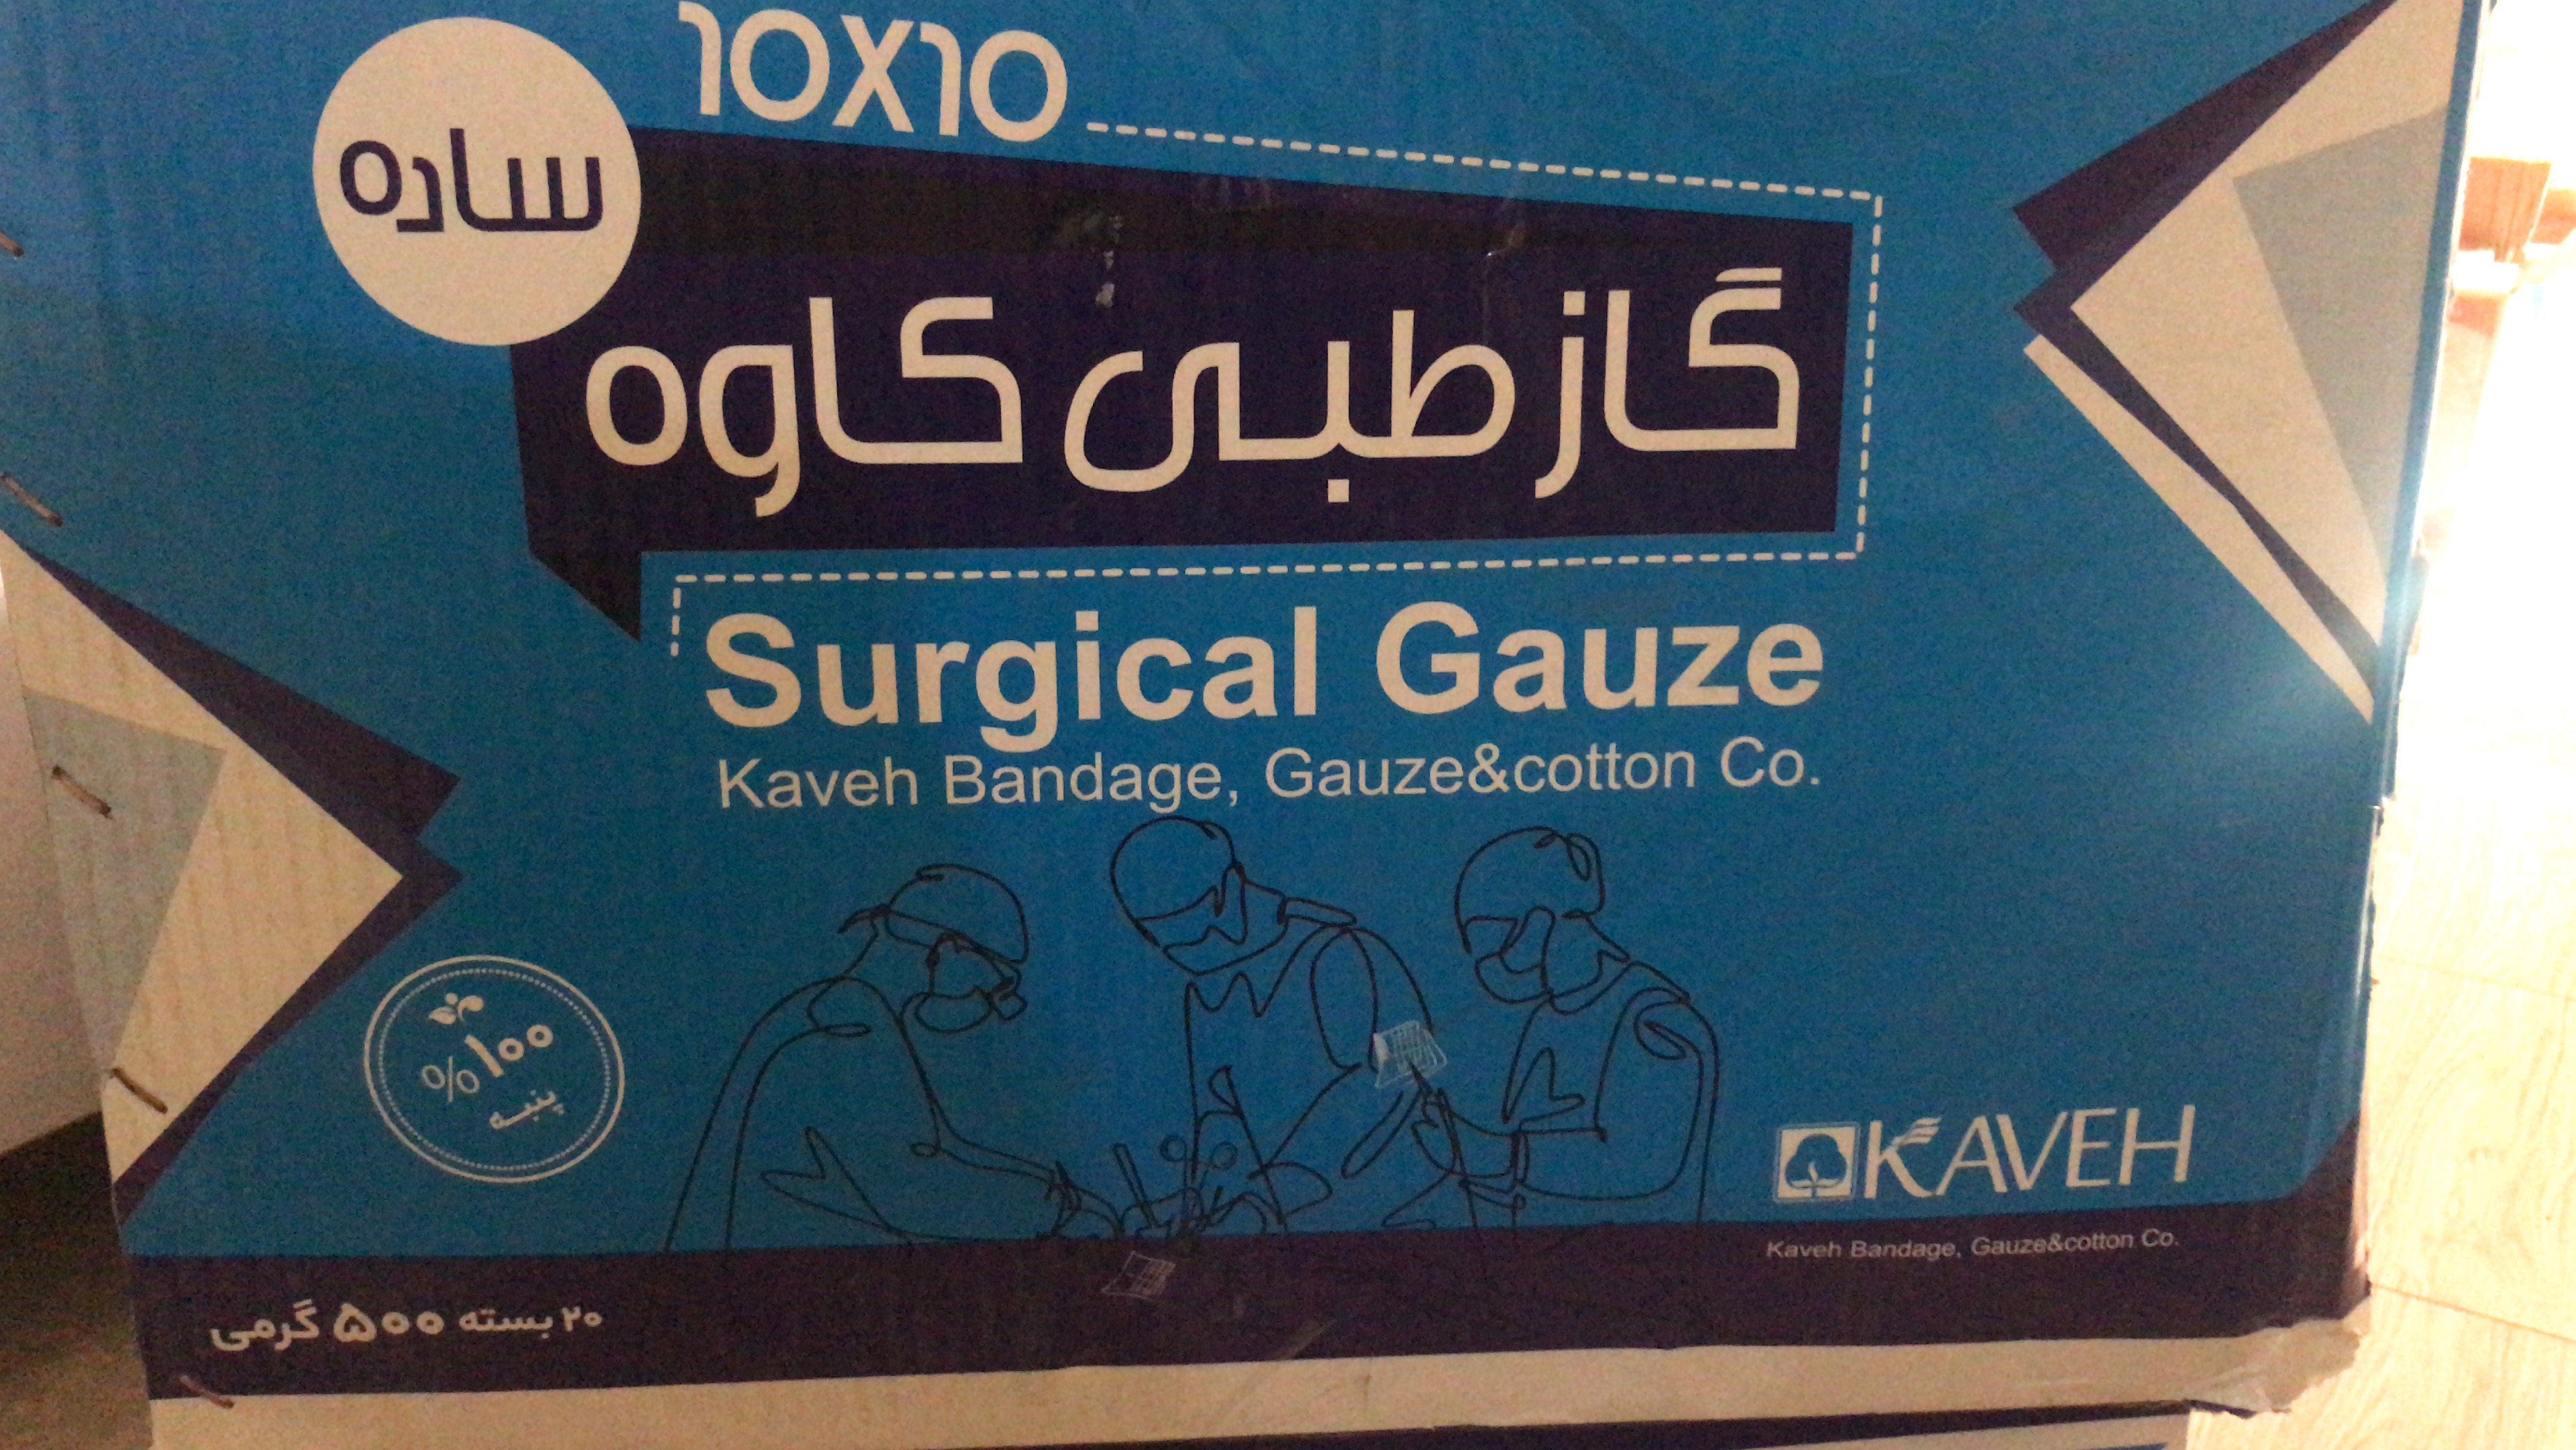 10X10
ساده
گاز طبی کاوه
Surgical Gauze
Kaveh Bandage, Gauze&cotton Co.
%۱۰۰
پنبه
KAVEH
Kaveh Bandage, Gauze&cotton Co.
۲۰ بسته ۵۰۰ گرمی